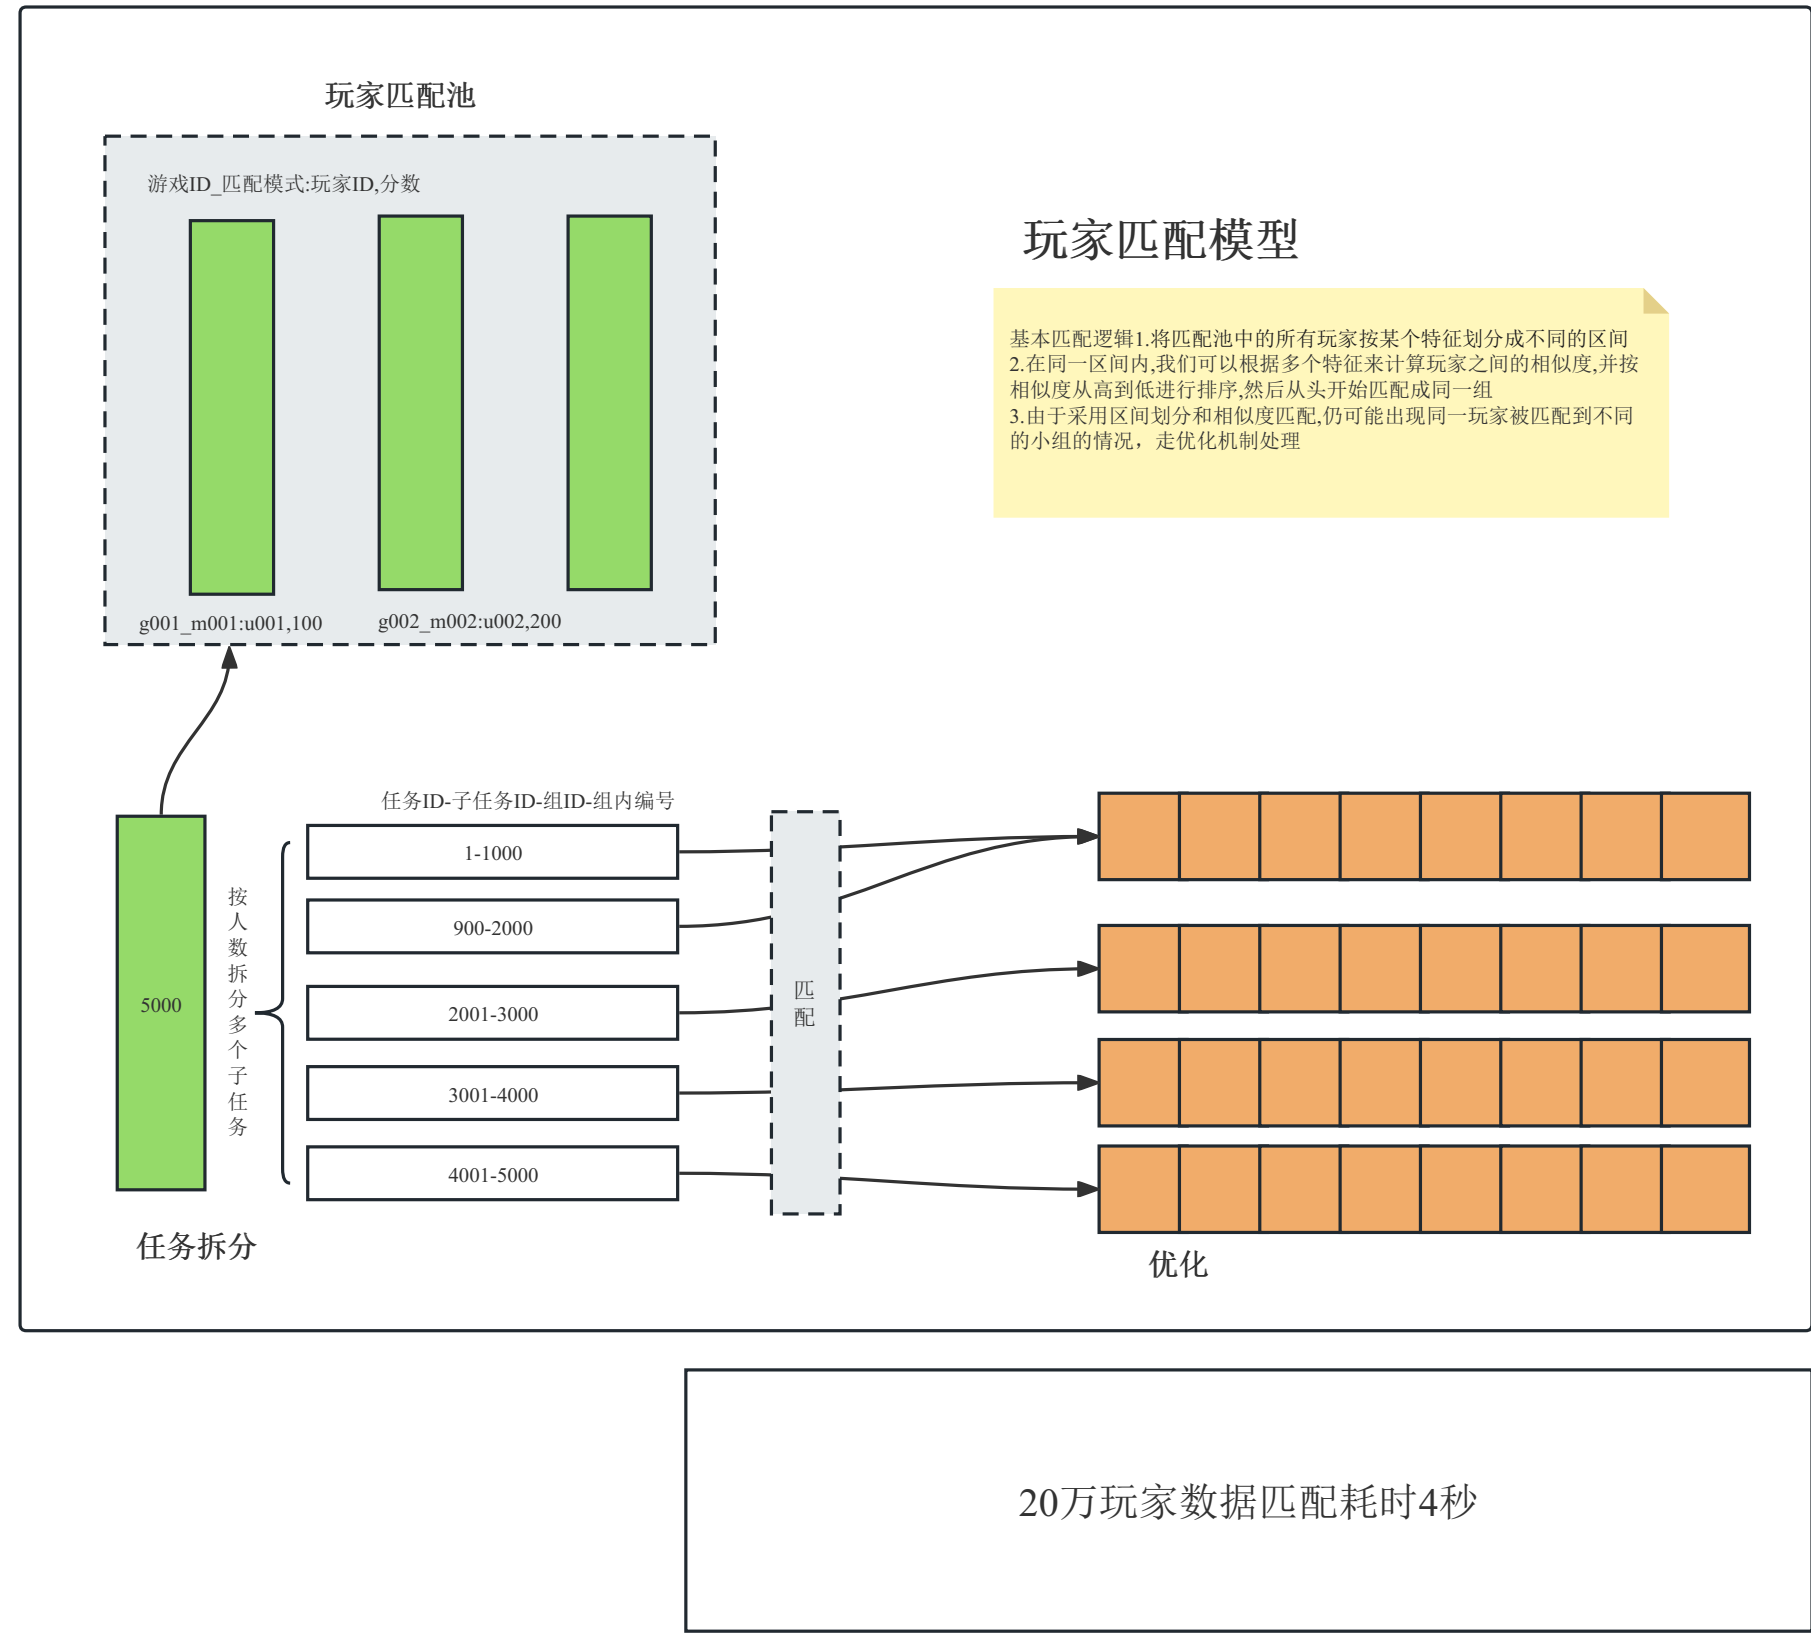 玩家匹配池
游戏ID_匹配模式:玩家ID,分数
g001_m001:u001,100
g002_m002:u002,200
玩家匹配模型
基本匹配逻辑1.将匹配池中的所有玩家按某个特征划分成不同的区间
2.在同一区间内,我们可以根据多个特征来计算玩家之间的相似度,并按
相似度从高到低进行排序,然后从头开始匹配成同一组
3.由于采用区间划分和相似度匹配,仍可能出现同一玩家被匹配到不同
的小组的情况，走优化机制处理
5000
按人数拆分多个子任务
任务ID-子任务ID-组ID-组内编号
1-1000
900-2000
2001-3000
3001-4000
4001-5000
匹配
任务拆分
优化
20万玩家数据匹配耗时4秒